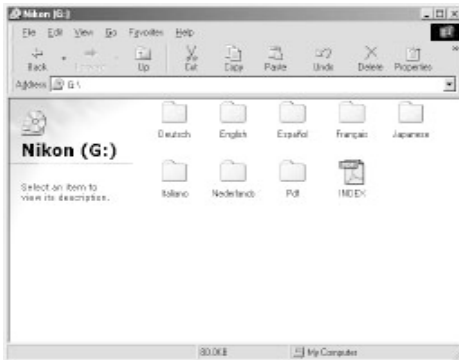 Nikon (G:)
File Edit View Go Favorites Help
Back Up Cut Copy Paste Undo Delete Properties
Address G:\
Deutsch English Español Français Japanese
Nikon (G:)
Italiano Nederlands Pdf INDEX
Select an item to
view its description.
80.0KB My Computer